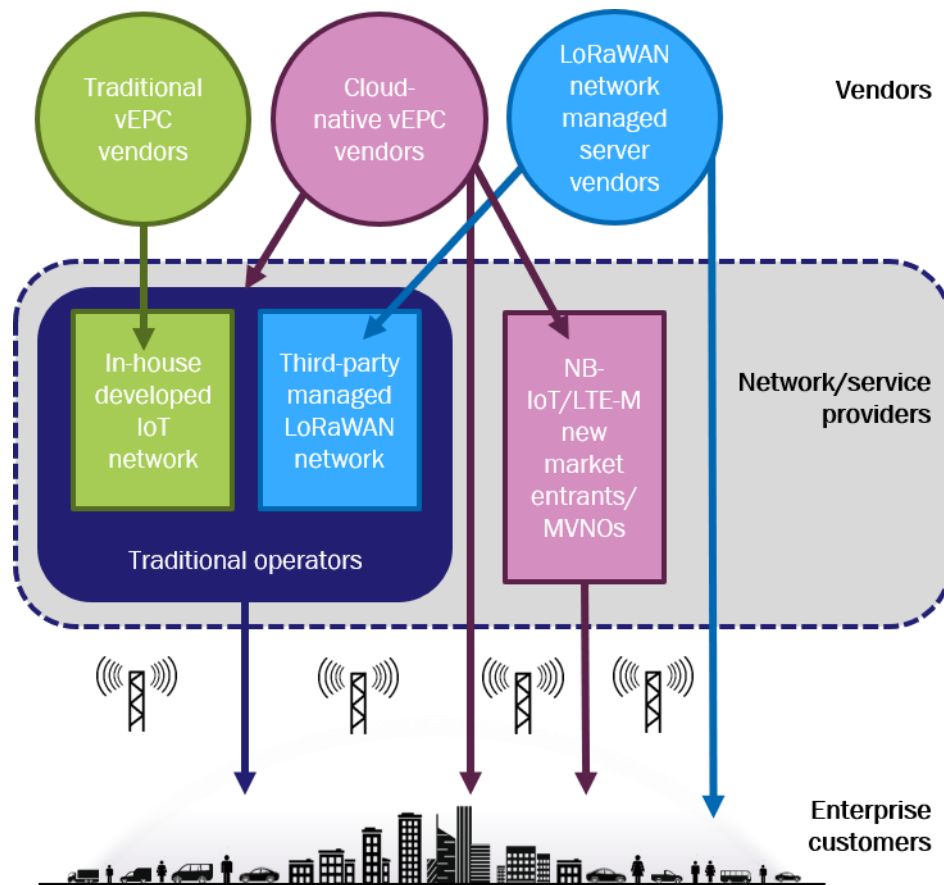 Traditional
vEPC
vendors
Cloud-
native vEPC
vendors
LoRaWAN
network
managed
server
vendors
Vendors
In-house
developed
IoT
network
Third-party
managed
LoRaWAN
network
NB-
IoT/LTE-M
new
market
entrants/
MVNOs
Network/service
providers
Traditional operators
Enterprise
customers